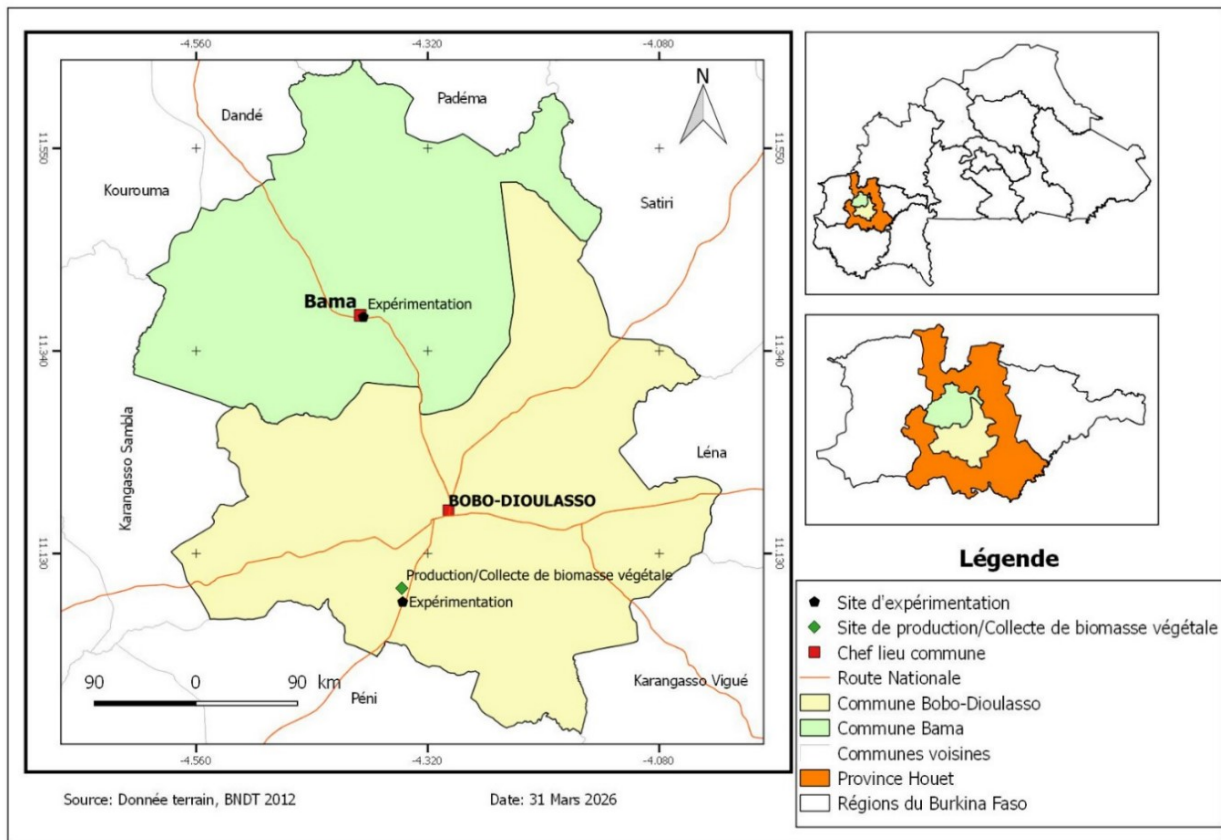 -4.560
-4.320
-4.080
N
Padéma
Dandé
11.550
11.550
Kourouma
Satiri
Bama
Expérimentation
11.340
11.340
Karangasso Sambla
Léna
BOBO-DIOULASSO
11.130
11.130
Production/Collecte de biomasse végétale
Expérimentation
90 0 90 km
Péni
Karangasso Vigué
-4.560
-4.320
-4.080
Source: Donnée terrain, BNDT 2012
Date: 31 Mars 2026
Légende
Site d'expérimentation
Site de production/Collecte de biomasse végétale
Chef lieu commune
Route Nationale
Commune Bobo-Dioulasso
Commune Bama
Communes voisines
Province Houet
Régions du Burkina Faso